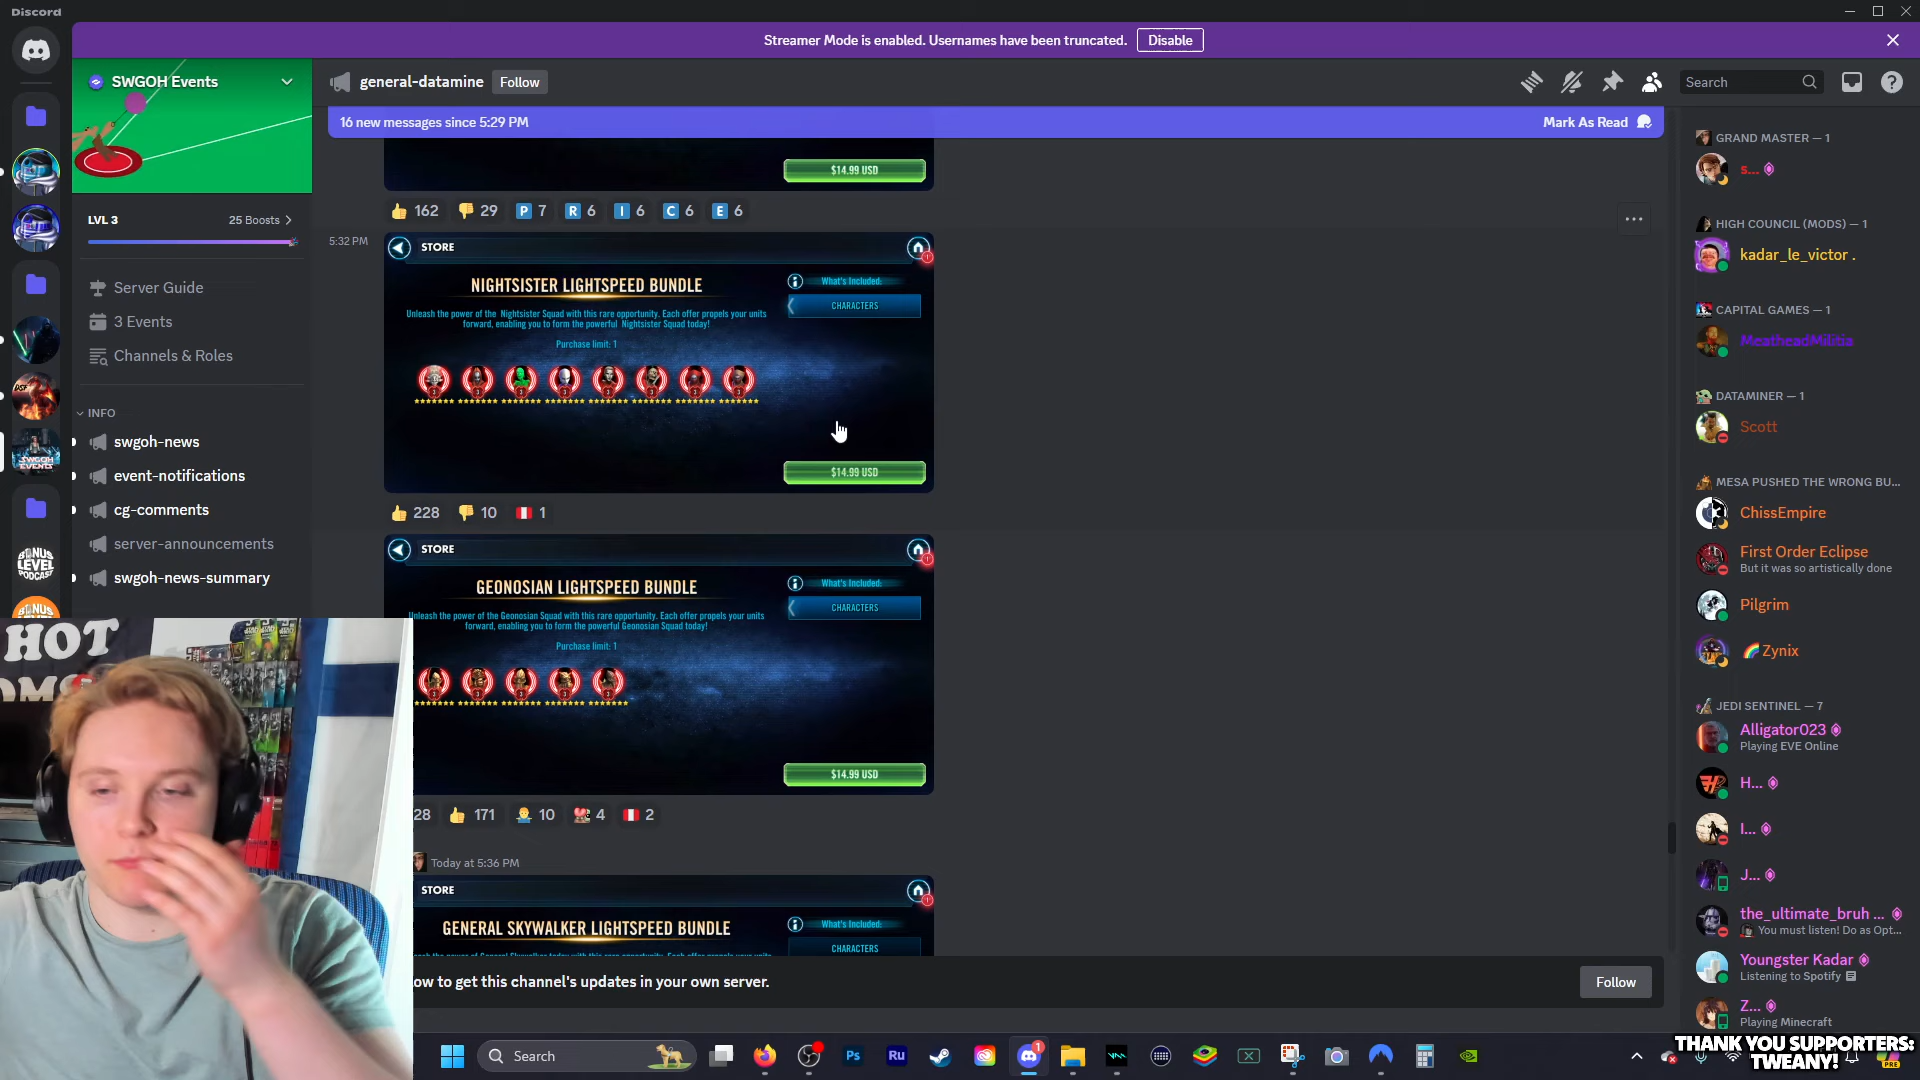 Discord
Streamer Mode is enabled. Usernames have been truncated.
Disable
SWGOH Events
LVL 3
25 Boosts
Server Guide
3 Events
Channels & Roles
INFO
swgoh-news
event-notifications
cg-comments
server-announcements
swgoh-news-summary
BONUS LEVEL PODCAST
general-datamine
Follow
Search
16 new messages since 5:29 PM
Mark As Read
$14.99 USD
162
29
P 7
R 6
I 6
C 6
E 6
5:32 PM
STORE
NIGHTSISTER LIGHTSPEED BUNDLE
Unleash the power of the Nightsister Squad with this rare opportunity. Each offer propels your units
forward, enabling you to form the powerful Nightsister Squad today!
Purchase limit: 1
What's Included:
CHARACTERS
$14.99 USD
228
10
1
STORE
GEONOSIAN LIGHTSPEED BUNDLE
Unleash the power of the Geonosian Squad with this rare opportunity. Each offer propels your units
forward, enabling you to form the powerful Geonosian Squad today!
Purchase limit: 1
What's Included:
CHARACTERS
$14.99 USD
28
171
10
4
2
Today at 5:36 PM
STORE
GENERAL SKYWALKER LIGHTSPEED BUNDLE
What's Included:
CHARACTERS
ow to get this channel's updates in your own server.
Follow
GRAND MASTER — 1
s...
HIGH COUNCIL (MODS) — 1
kadar_le_victor .
CAPITAL GAMES — 1
MeatheadMilitia
DATAMINER — 1
Scott
MESA PUSHED THE WRONG BU...
ChissEmpire
First Order Eclipse
But it was so artistically done
Pilgrim
Zynix
JEDI SENTINEL — 7
Alligator023
Playing EVE Online
H...
I...
J...
the_ultimate_bruh ...
You must listen! Do as Opt...
Youngster Kadar
Listening to Spotify
Z...
Playing Minecraft
HOT
OMS
Search
Ps
Ru
THANK YOU SUPPORTERS:
TWEANY!